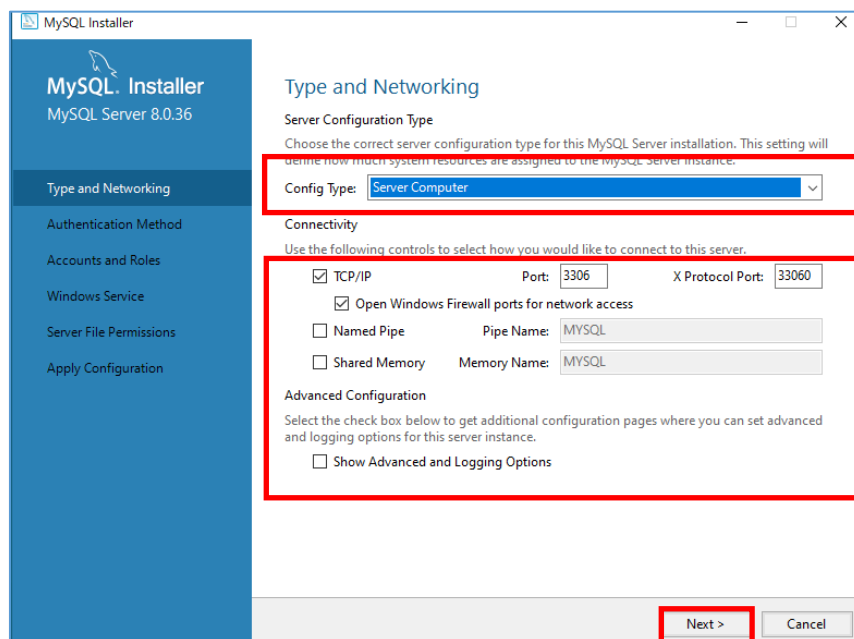 MySQL Installer
MySQL. Installer
MySQL Server 8.0.36
Type and Networking
Authentication Method
Accounts and Roles
Windows Service
Server File Permissions
Apply Configuration
Type and Networking
Server Configuration Type
Choose the correct server configuration type for this MySQL Server installation. This setting will
define how much system resources are assigned to the MySQL Server instance.
Config Type: Server Computer
Connectivity
Use the following controls to select how you would like to connect to this server.
TCP/IP Port: 3306 X Protocol Port: 33060
Open Windows Firewall ports for network access
Named Pipe Pipe Name: MYSQL
Shared Memory Memory Name: MYSQL
Advanced Configuration
Select the check box below to get additional configuration pages where you can set advanced
and logging options for this server instance.
Show Advanced and Logging Options
Next > Cancel